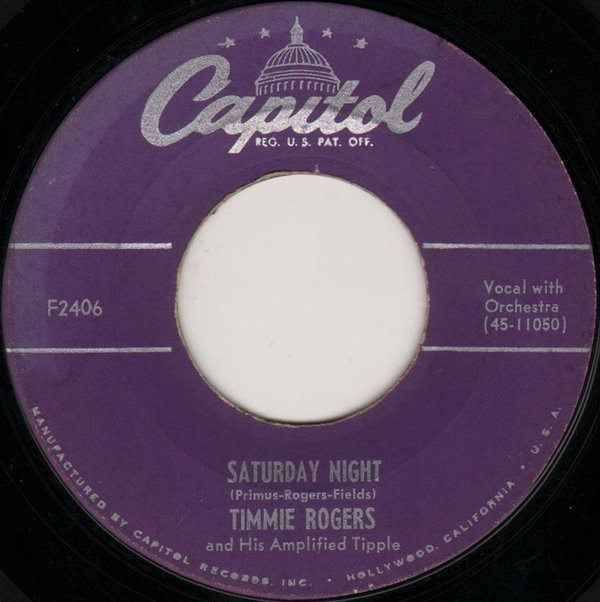 Capitol
REG. U.S. PAT. OFF.
F2406
Vocal with
Orchestra
(45-11050)
SATURDAY NIGHT
(Primus-Rogers-Fields)
TIMMIE ROGERS
and His Amplified Tipple
MANUFACTURED BY CAPITOL RECORDS, INC. • HOLLYWOOD, CALIFORNIA • U.S.A.